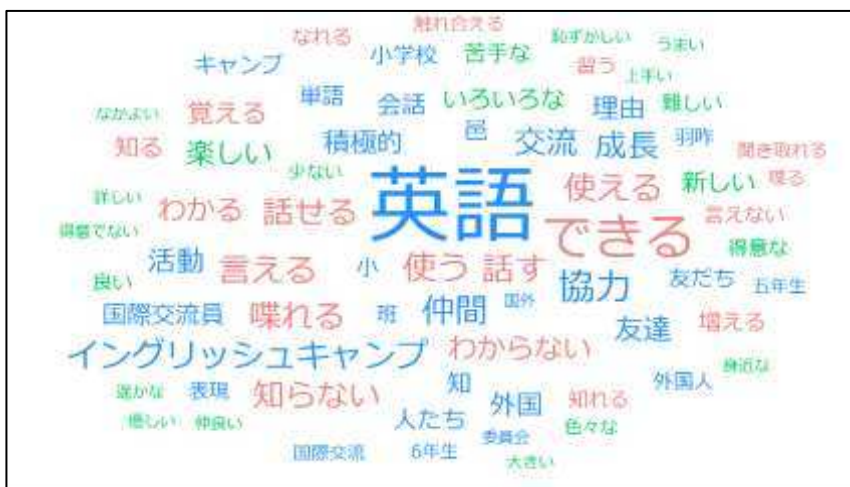 触れ合える
なれる 恥ずかしい うまい
キャンプ 小学校 苦手な 習う 上手い
単語 会話 いろいろな 理由 難しい
なかよい 覚える 積極的 邑 交流 成長 羽咋
知る 楽しい 少ない 聞き取れる
英語 使える 新しい 喋る
詳しい わかる 話せる 言えない
得意でない できる 得意な
活動 言える 小 使う 話す
良い 協力 友だち 五年生
国際交流員 喋れる 班 仲間 国外 友達 増える
イングリッシュキャンプ わからない 身近な
遥かな 表現 知らない 知 外国 知れる 外国人
優しい 仲良い 人たち 委員会 色々な
国際交流 6年生 大きい